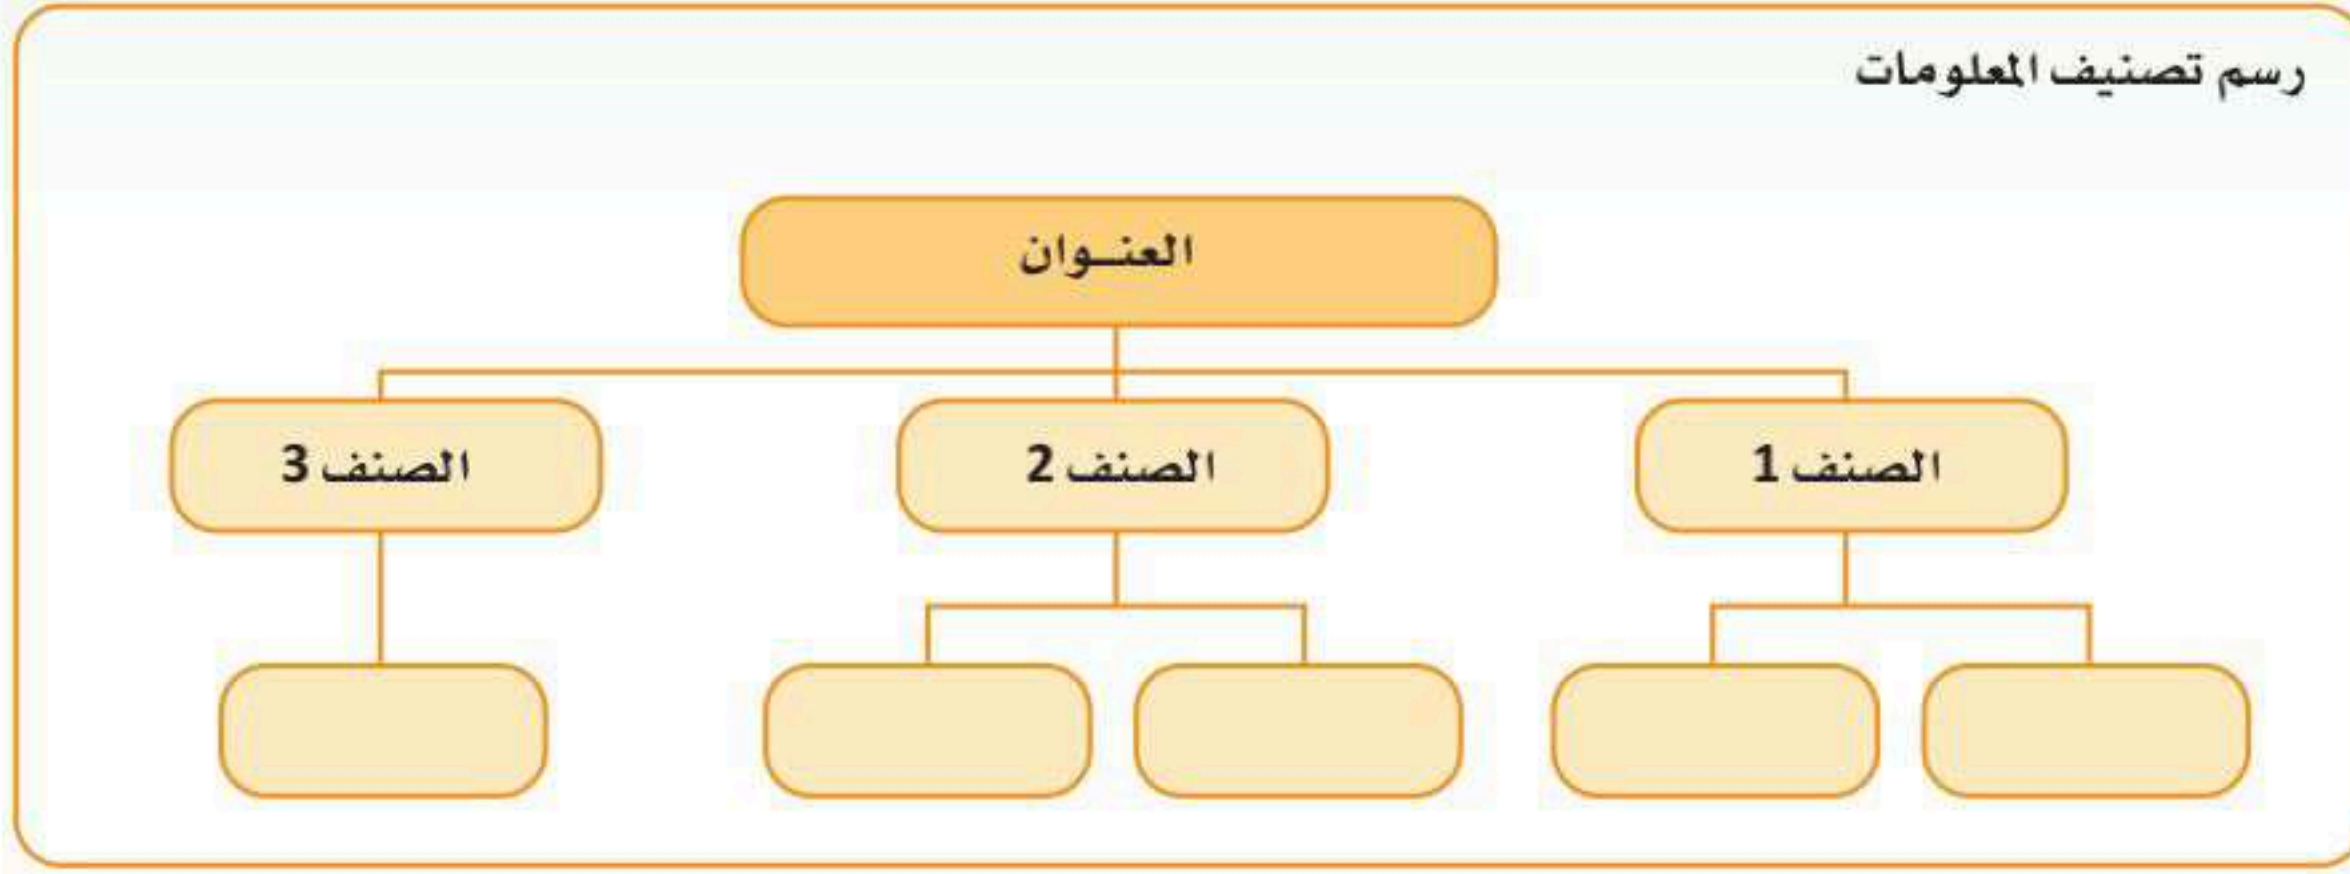 رسم تصنيف المعلومات
العنـوان
الصنف 1
الصنف 2
الصنف 3